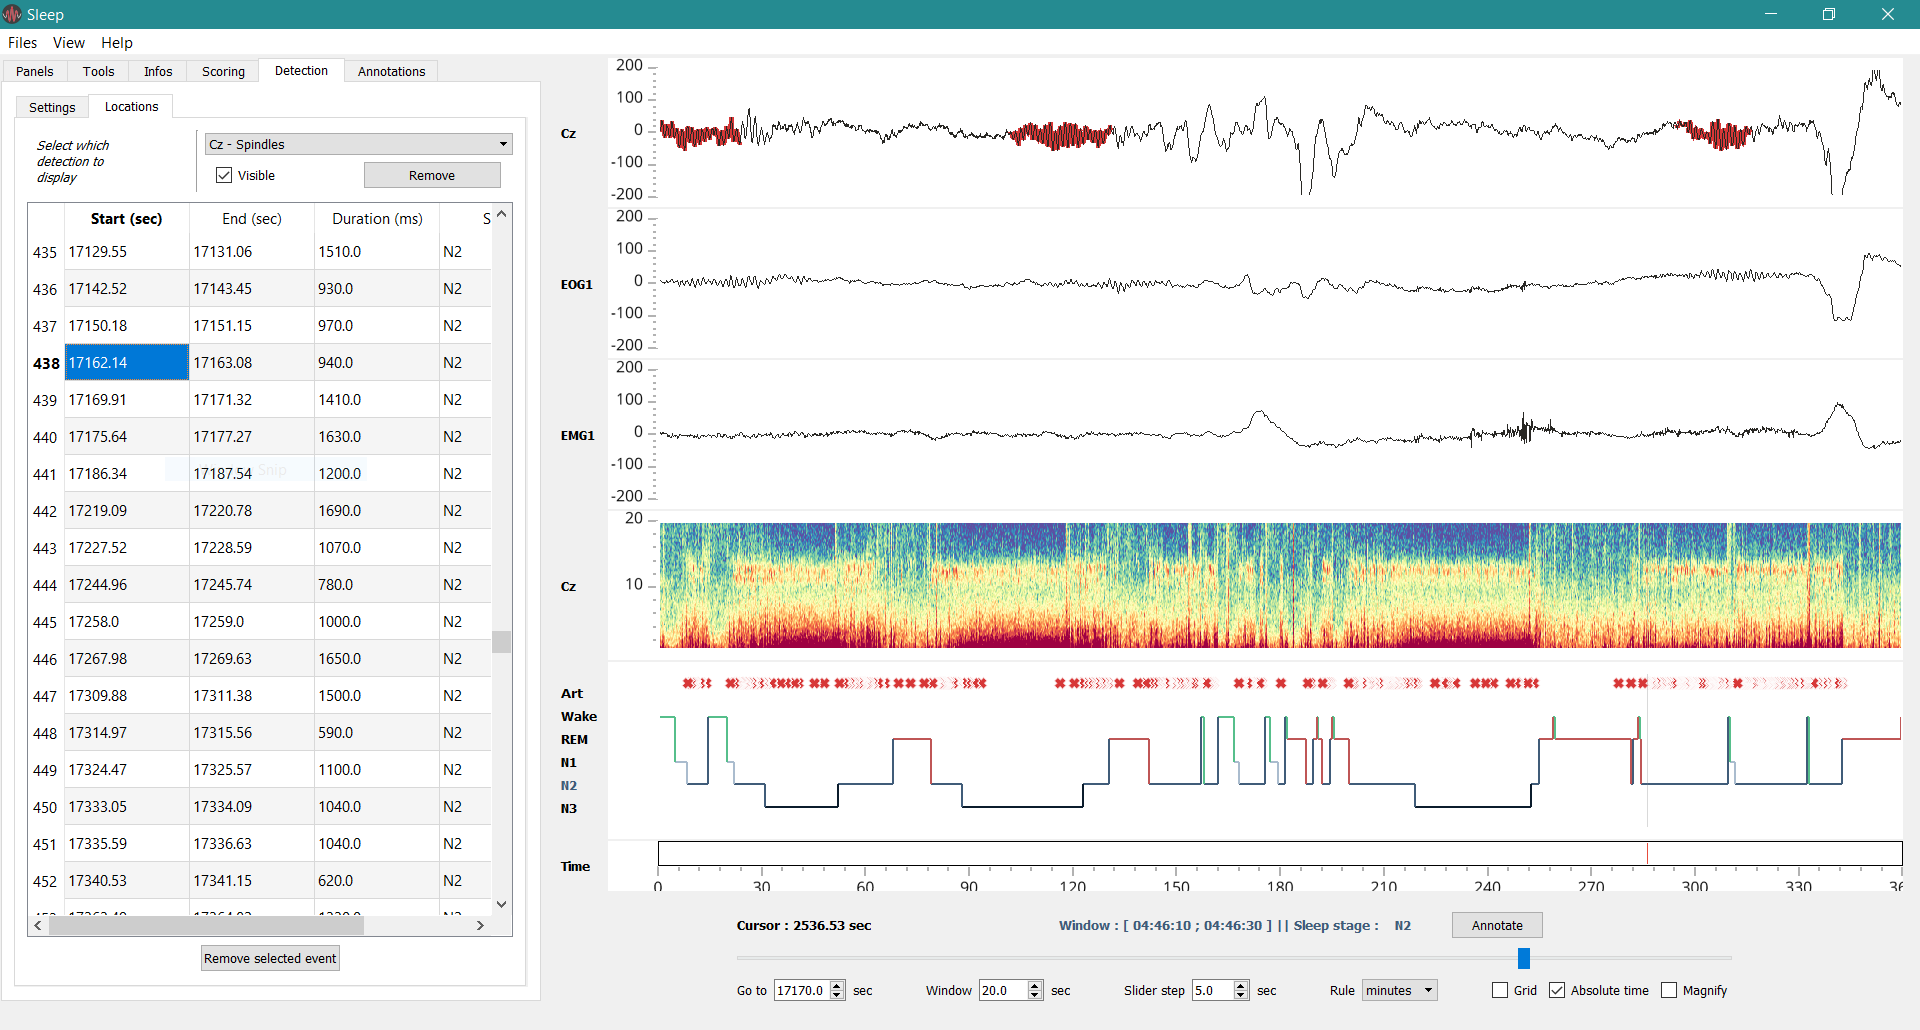 Sleep
Files View Help
Panels Tools Infos Scoring Detection Annotations
Settings Locations
Select which
detection to
display
Cz - Spindles
Visible Remove
Start (sec) End (sec) Duration (ms) S
435 17129.55 17131.06 1510.0 N2
436 17142.52 17143.45 930.0 N2
437 17150.18 17151.15 970.0 N2
438 17162.14 17163.08 940.0 N2
439 17169.91 17171.32 1410.0 N2
440 17175.64 17177.27 1630.0 N2
441 17186.34 17187.54 1200.0 N2
Snip
442 17219.09 17220.78 1690.0 N2
443 17227.52 17228.59 1070.0 N2
444 17244.96 17245.74 780.0 N2
445 17258.0 17259.0 1000.0 N2
446 17267.98 17269.63 1650.0 N2
447 17309.88 17311.38 1500.0 N2
448 17314.97 17315.56 590.0 N2
449 17324.47 17325.57 1100.0 N2
450 17333.05 17334.09 1040.0 N2
451 17335.59 17336.63 1040.0 N2
452 17340.53 17341.15 620.0 N2
Remove selected event
Cz
200
100
0
-100
-200
EOG1
200
100
0
-100
-200
EMG1
200
100
0
-100
-200
Cz
20
10
Art
Wake
REM
N1
N2
N3
Time
0 30 60 90 120 150 180 210 240 270 300 330 36
Cursor : 2536.53 sec Window : [ 04:46:10 ; 04:46:30 ] || Sleep stage : N2 Annotate
Go to 17170.0 sec Window 20.0 sec Slider step 5.0 sec Rule minutes Grid Absolute time Magnify